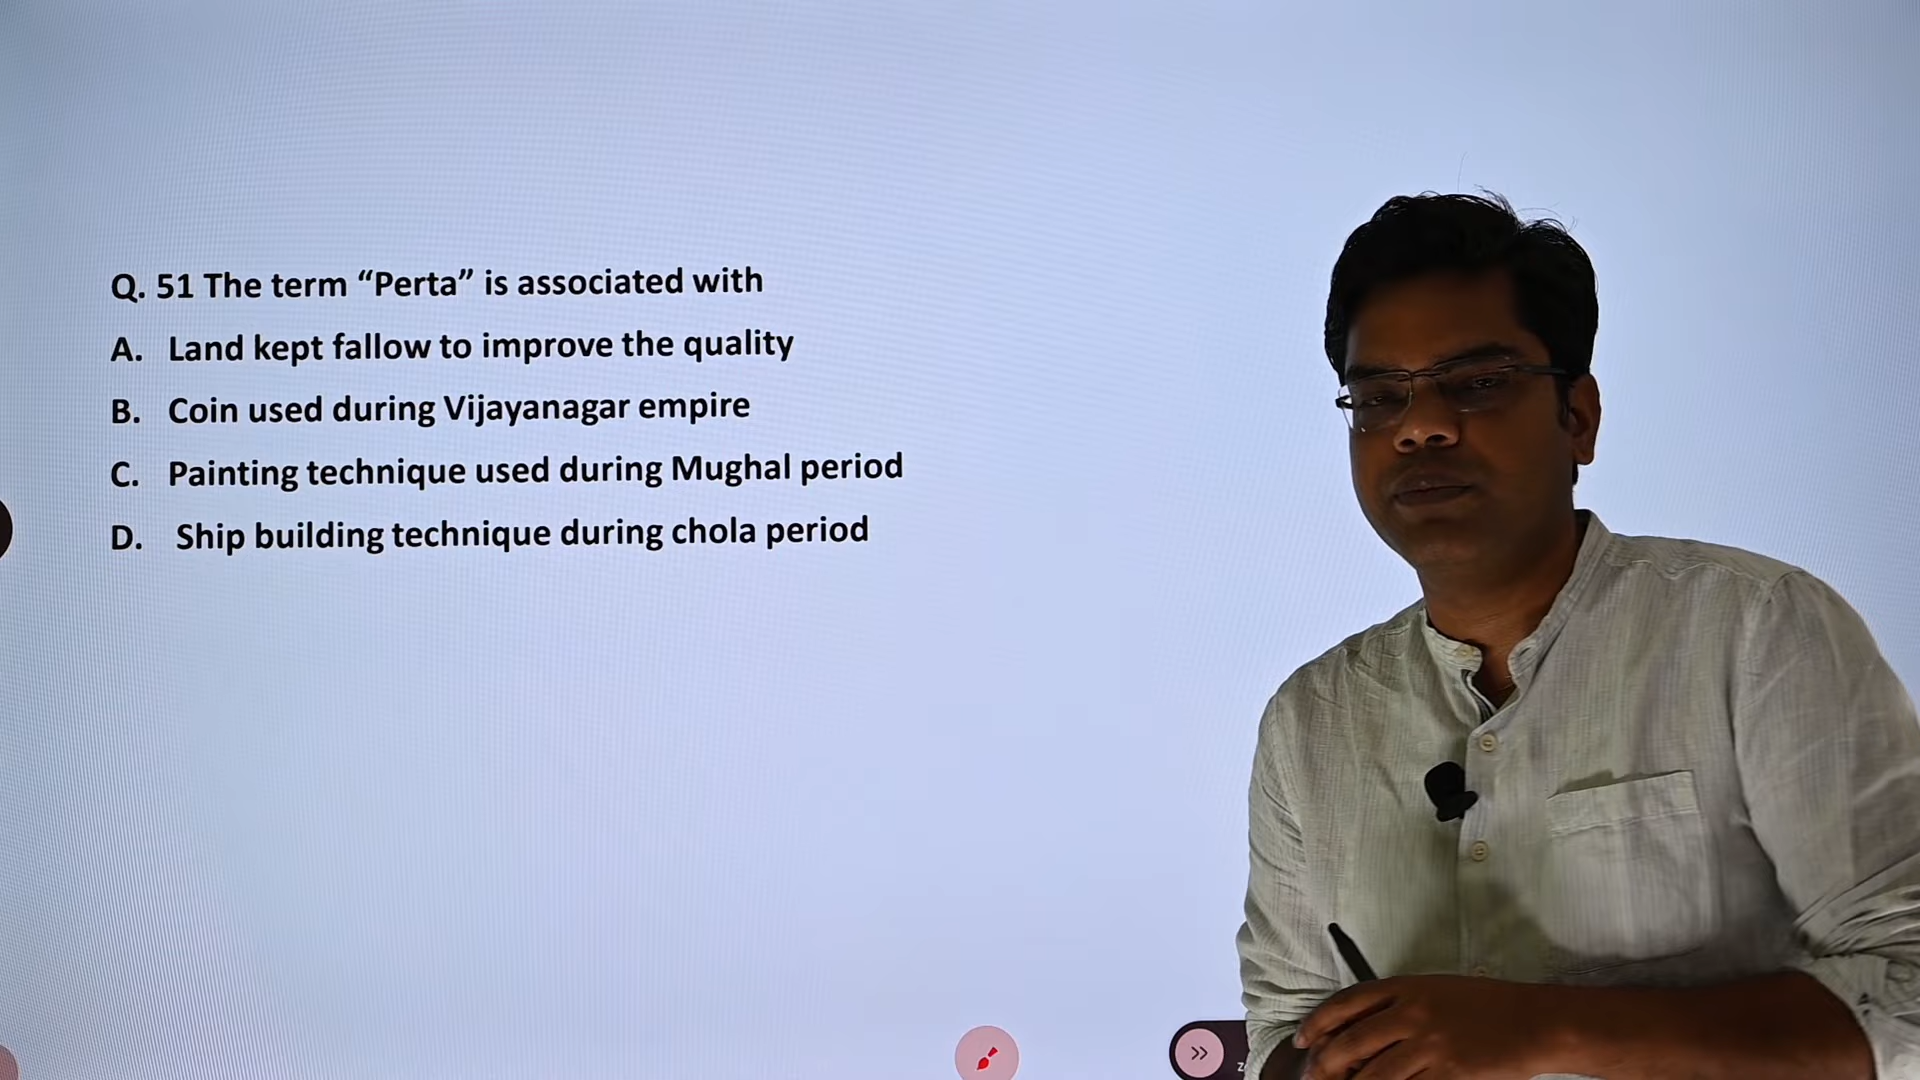 Q. 51 The term “Perta” is associated with
A. Land kept fallow to improve the quality
B. Coin used during Vijayanagar empire
C. Painting technique used during Mughal period
D. Ship building technique during chola period